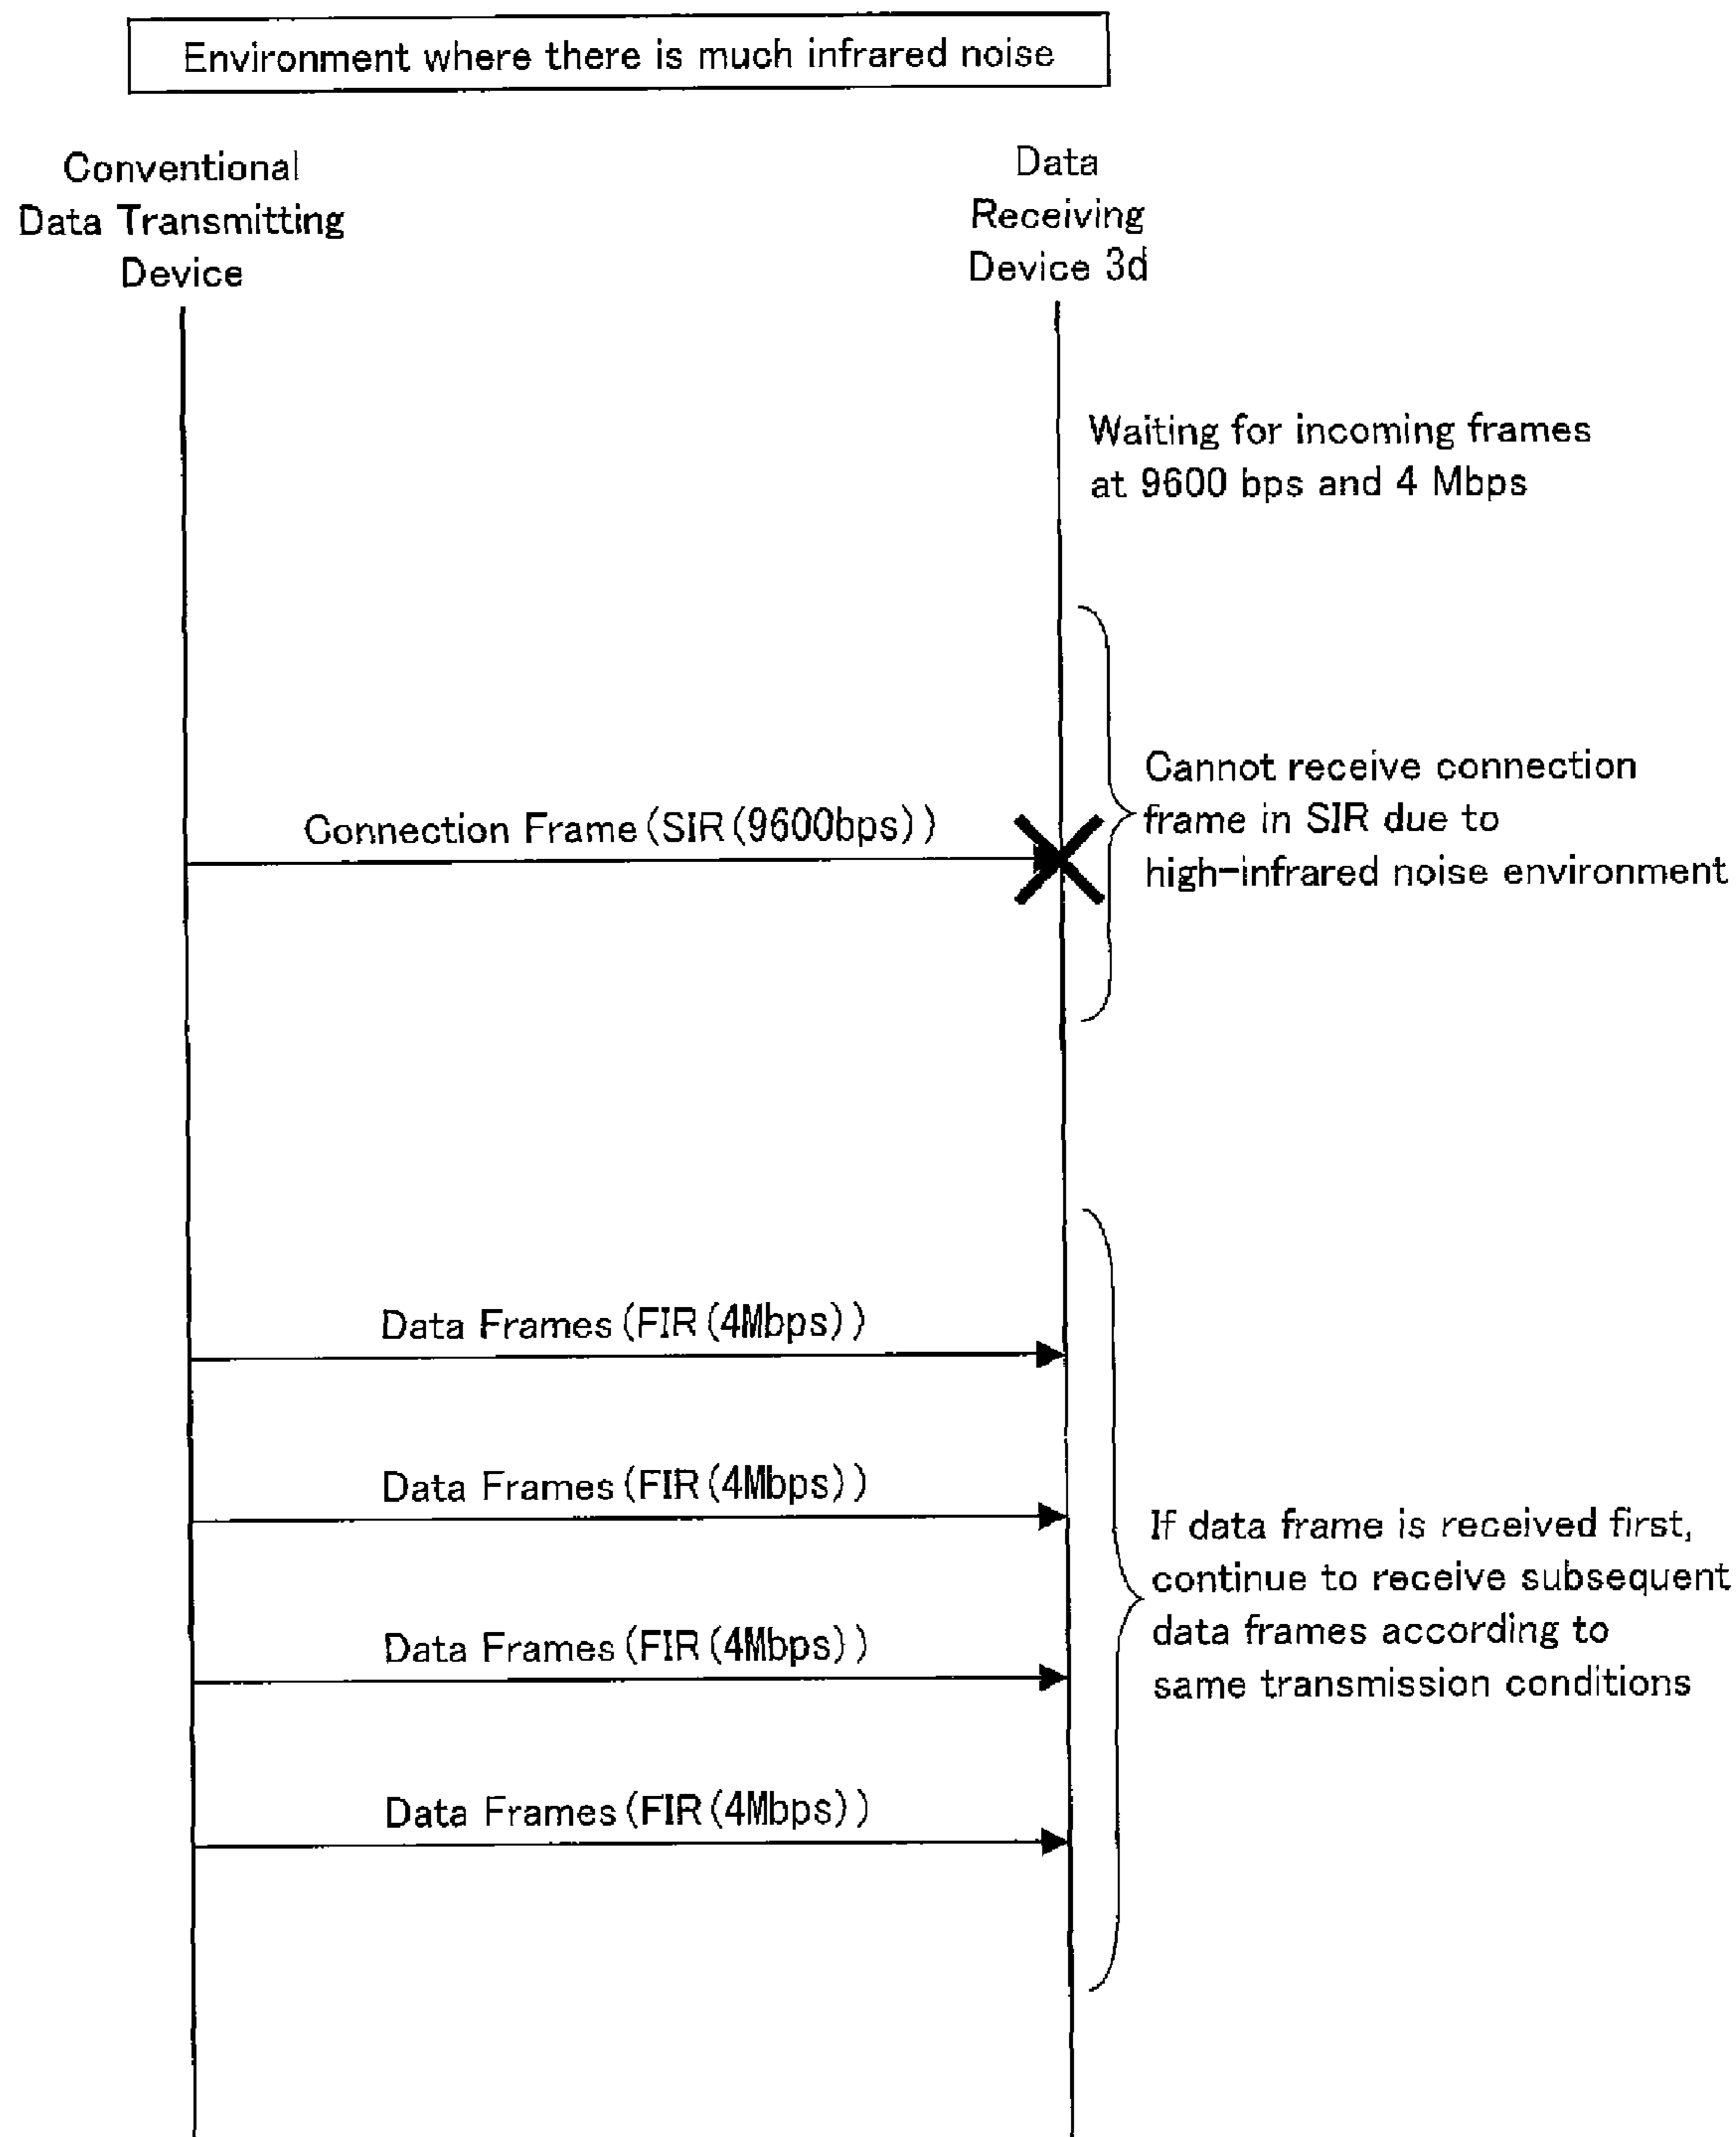 Environment where there is much infrared noise
Conventional
Data Transmitting
Device
Data
Receiving
Device 3d
Waiting for incoming frames
at 9600 bps and 4 Mbps
Connection Frame(SIR(9600bps))
Cannot receive connection
frame in SIR due to
high-infrared noise environment
Data Frames(FIR(4Mbps))
Data Frames(FIR(4Mbps))
Data Frames(FIR(4Mbps))
Data Frames(FIR(4Mbps))
If data frame is received first,
continue to receive subsequent
data frames according to
same transmission conditions